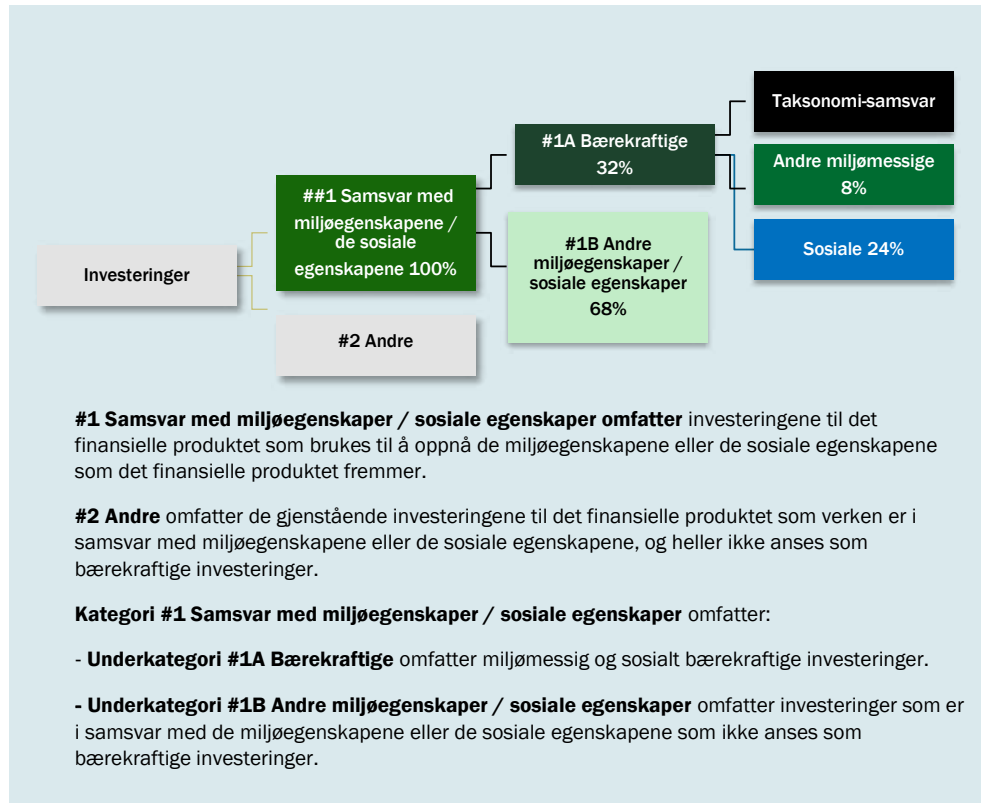 Taksonomi-samsvar
#1A Bærekraftige
32%
Andre miljømessige
8%
##1 Samsvar med
miljøegenskapene /
de sosiale
egenskapene 100%
#1B Andre
miljøegenskaper /
sosiale egenskaper
68%
Sosiale 24%
Investeringer
#2 Andre
#1 Samsvar med miljøegenskaper / sosiale egenskaper omfatter investeringene til det
finansielle produktet som brukes til å oppnå de miljøegenskapene eller de sosiale egenskapene
som det finansielle produktet fremmer.
#2 Andre omfatter de gjenstående investeringene til det finansielle produktet som verken er i
samsvar med miljøegenskapene eller de sosiale egenskapene, og heller ikke anses som
bærekraftige investeringer.
Kategori #1 Samsvar med miljøegenskaper / sosiale egenskaper omfatter:
- Underkategori #1A Bærekraftige omfatter miljømessig og sosialt bærekraftige investeringer.
- Underkategori #1B Andre miljøegenskaper / sosiale egenskaper omfatter investeringer som er
i samsvar med de miljøegenskapene eller de sosiale egenskapene som ikke anses som
bærekraftige investeringer.